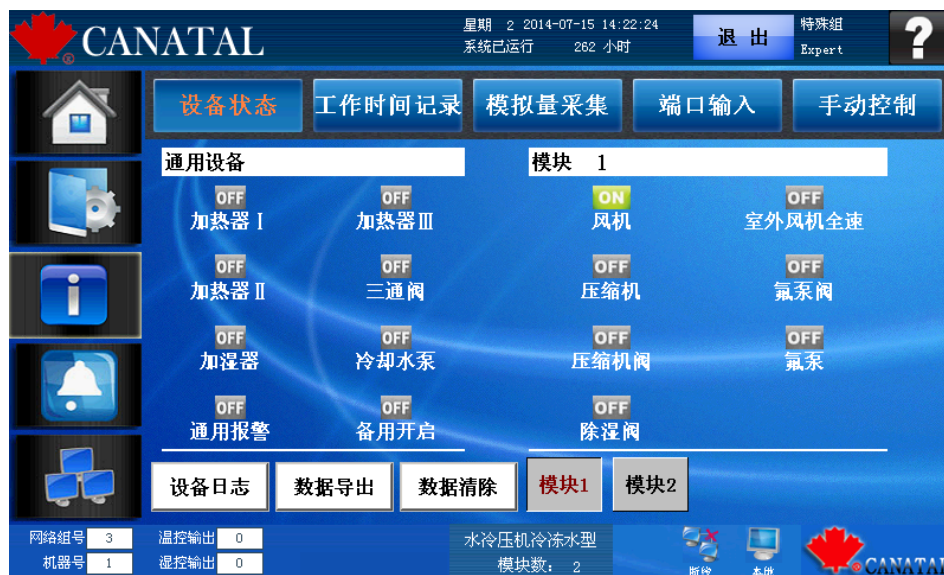 CANATAL
星期 2 2014-07-15 14:22:24
系统已运行 262 小时
退 出
特殊组
Expert
?
设备状态 工作时间记录 模拟量采集 端口输入 手动控制
通用设备 模块 1
OFF OFF ON OFF
加热器Ⅰ 加热器Ⅲ 风机 室外风机全速
OFF OFF OFF OFF
加热器Ⅱ 三通阀 压缩机 氟泵阀
OFF OFF OFF OFF
加湿器 冷却水泵 压缩机阀 氟泵
OFF OFF OFF
通用报警 备用开启 除湿阀
设备日志 数据导出 数据清除 模块1 模块2
网络组号 3 温控输出 0 水冷压机冷冻水型
机器号 1 湿控输出 0 模块数: 2
断线 本地
CANATAL